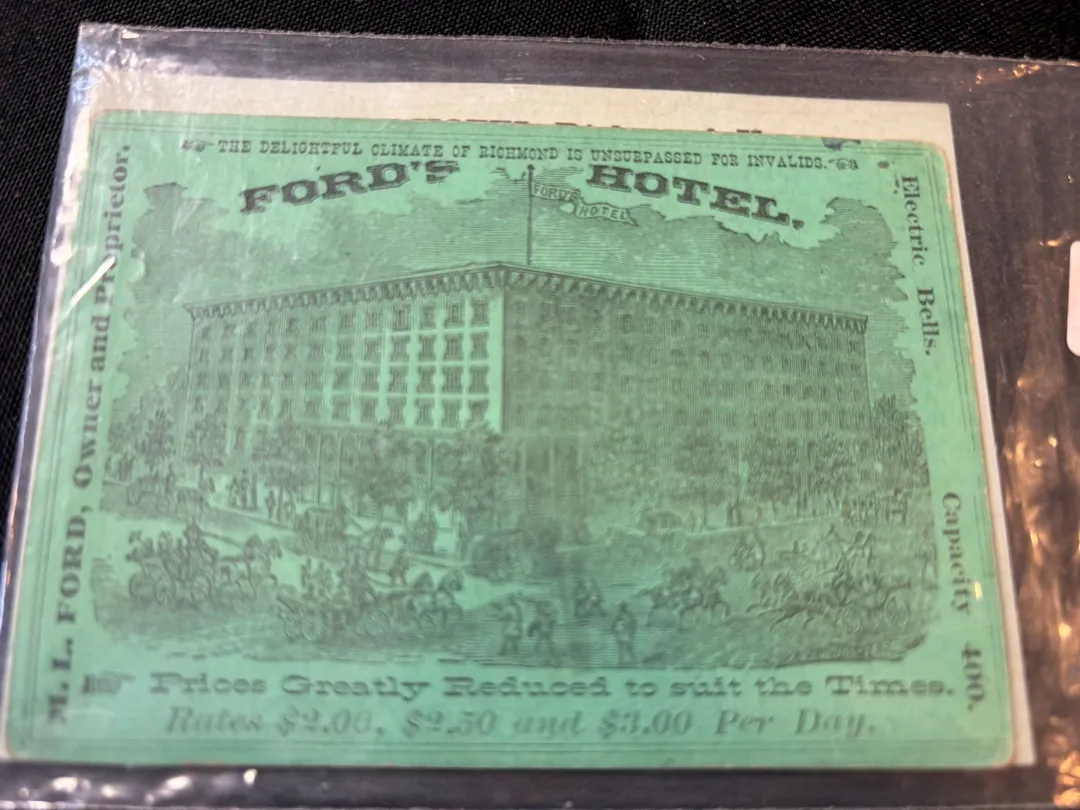 THE DELIGHTFUL CLIMATE OF RICHMOND IS UNSURPASSED FOR INVALIDS.
FORD'S HOTEL,
FORD'S HOTEL
M. L. FORD, Owner and Proprietor.
Electric Bells. Capacity 400.
Prices Greatly Reduced to suit the Times.
Rates $2.00, $2.50 and $3.00 Per Day.